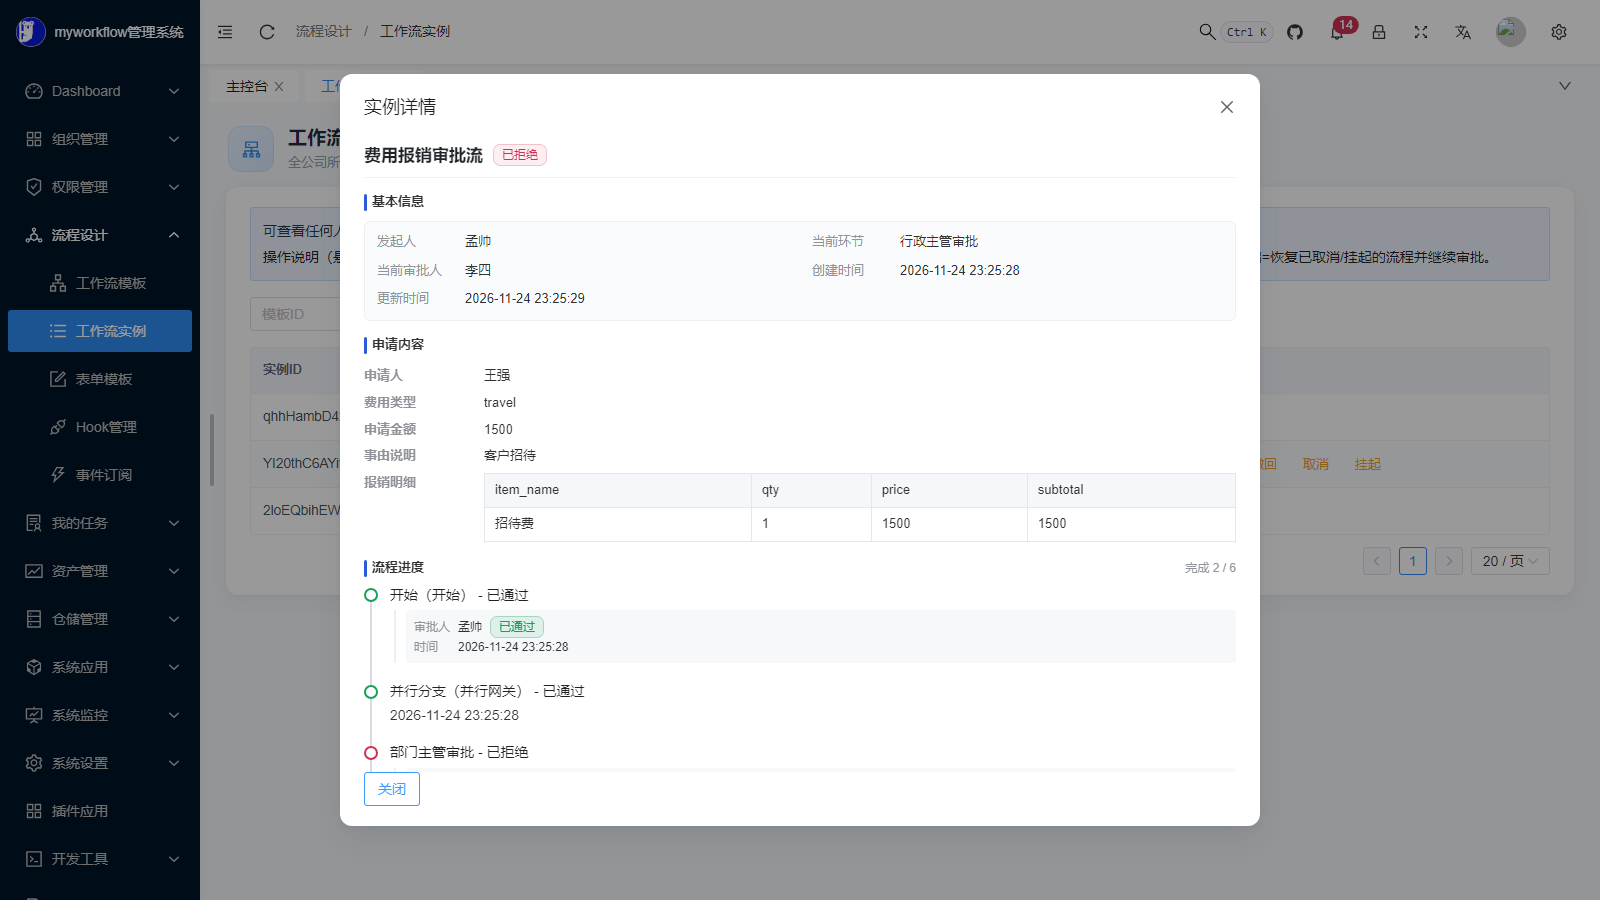 myworkflow管理系统
流程设计 / 工作流实例
Ctrl K
14
Dashboard
组织管理
权限管理
流程设计
工作流模板
工作流实例
表单模板
Hook管理
事件订阅
我的任务
资产管理
仓储管理
系统应用
系统监控
系统设置
插件应用
开发工具
主控台
工作流
全公司所
可查看任何
操作说明
=恢复已取消/挂起的流程并继续审批。
模板ID
实例ID
qhhHambD4
YI20thC6AYi
取消 挂起
2loEQbihEW
1
20 / 页
实例详情
费用报销审批流 已拒绝
基本信息
发起人 孟帅 当前环节 行政主管审批
当前审批人 李四 创建时间 2026-11-24 23:25:28
更新时间 2026-11-24 23:25:29
申请内容
申请人 王强
费用类型 travel
申请金额 1500
事由说明 客户招待
报销明细
item_name qty price subtotal
招待费 1 1500 1500
流程进度 完成 2 / 6
开始（开始） - 已通过
审批人 孟帅 已通过
时间 2026-11-24 23:25:28
并行分支（并行网关） - 已通过
2026-11-24 23:25:28
部门主管审批 - 已拒绝
关闭